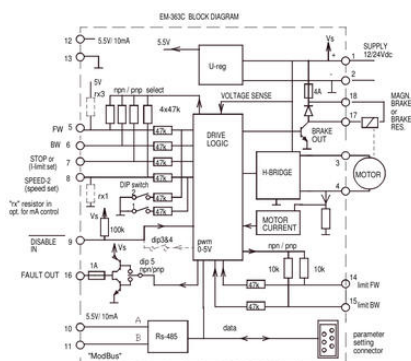 EM-363C BLOCK DIAGRAM
12
5.5V/ 10mA
5.5V
U-reg
Vs
+
1
SUPPLY
12/24Vdc
13
-
2
5V
rx3
npn / pnp select
4A
18
MAGN.
BRAKE
or
BRAKE
RES.
4x47k
VOLTAGE SENSE
17
FW
5
47k
BW
6
47k
DRIVE
LOGIC
BRAKE
OUT
STOP or
(I-limit set)
7
47k
3
SPEED-2
(speed set)
8
47k
H-BRIDGE
MOTOR
"rx" resistor in
opt. for mA control
rx1
DIP switch
2
47k
1
47k
4
Vs
100k
MOTOR
CURRENT
DISABLE
IN
9
dip3&4
pwm
0-5V
Vs
npn / pnp
FAULT OUT
16
1A
dip 5
npn/pnp
10k
10k
47k
14
limit FW
47k
15
limit BW
5.5V/ 10mA
10
A
Rs-485
data
B
11
"ModBus"
parameter
setting
connector